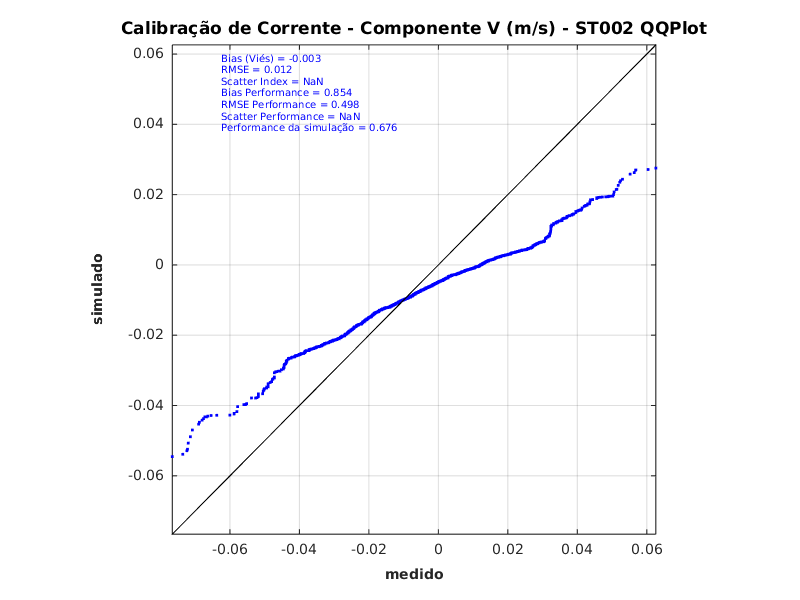 Calibração de Corrente - Componente V (m/s) - ST002 QQPlot
Bias (Viés) = -0.003
RMSE = 0.012
Scatter Index = NaN
Bias Performance = 0.854
RMSE Performance = 0.498
Scatter Performance = NaN
Performance da simulação = 0.676
0.06
0.04
0.02
0
-0.02
-0.04
-0.06
simulado
-0.06 -0.04 -0.02 0 0.02 0.04 0.06
medido